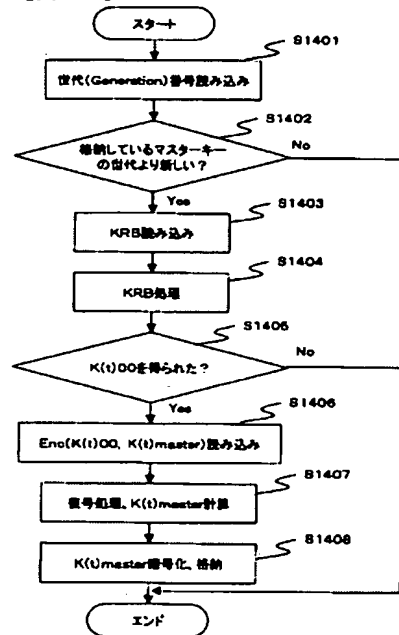 スタート
S1401
世代(Generation)番号読み込み
S1402
格納しているマスターキー
の世代より新しい?
No
Yes
S1403
KRB読み込み
S1404
KRB処理
S1405
K(t)00を得られた?
No
Yes
S1406
Enc(K(t)00, K(t)master)読み込み
S1407
復号処理、K(t)master計算
S1408
K(t)master暗号化、格納
エンド